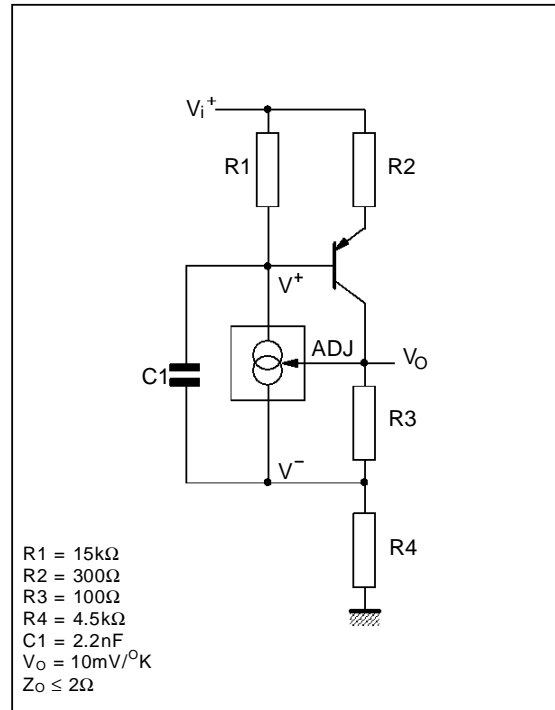 Vi+
R1
R2
V+
ADJ
VO
C1
R3
V−
R4
R1 = 15kΩ
R2 = 300Ω
R3 = 100Ω
R4 = 4.5kΩ
C1 = 2.2nF
VO = 10mV/OK
ZO ≤ 2Ω